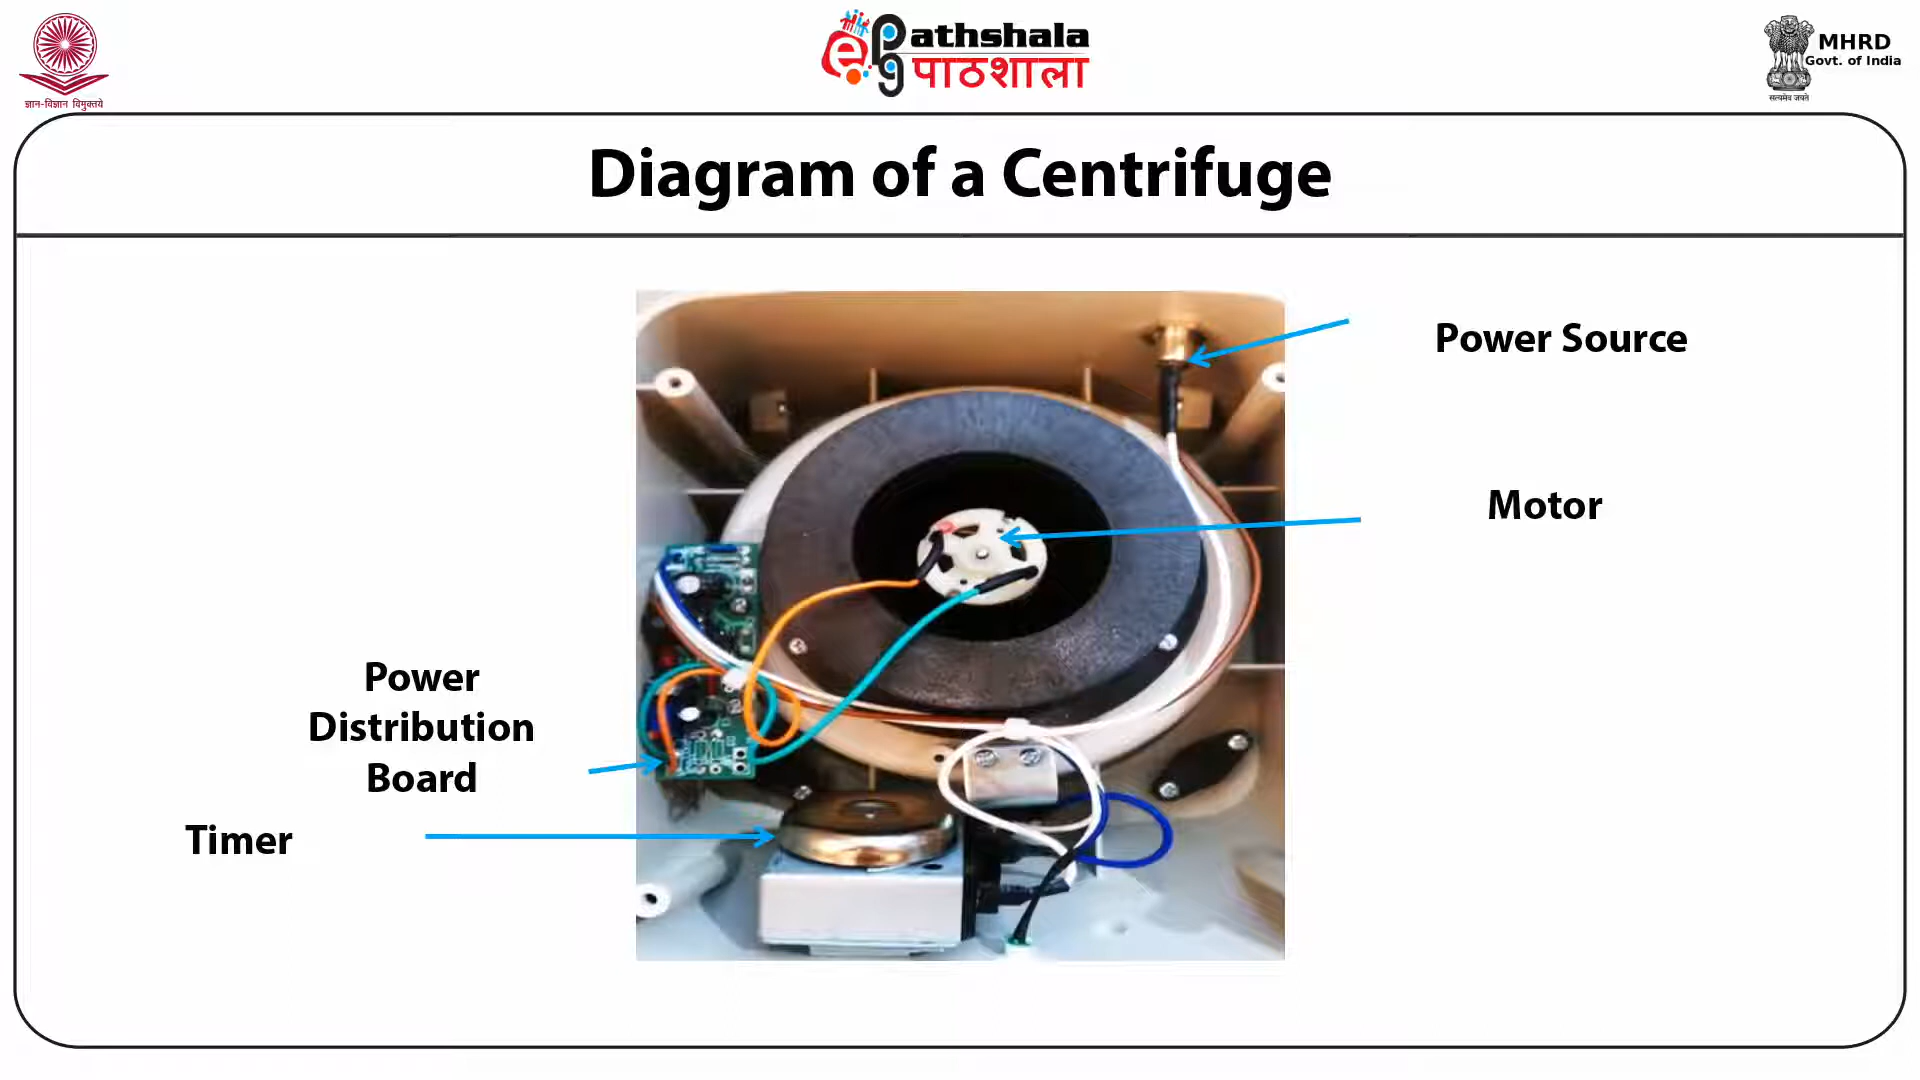 ज्ञान-विज्ञान विमुक्तये
ePathshala
पाठशाला
MHRD
Govt. of India
सत्यमेव जयते
Diagram of a Centrifuge
Power Source
Motor
Power
Distribution
Board
Timer